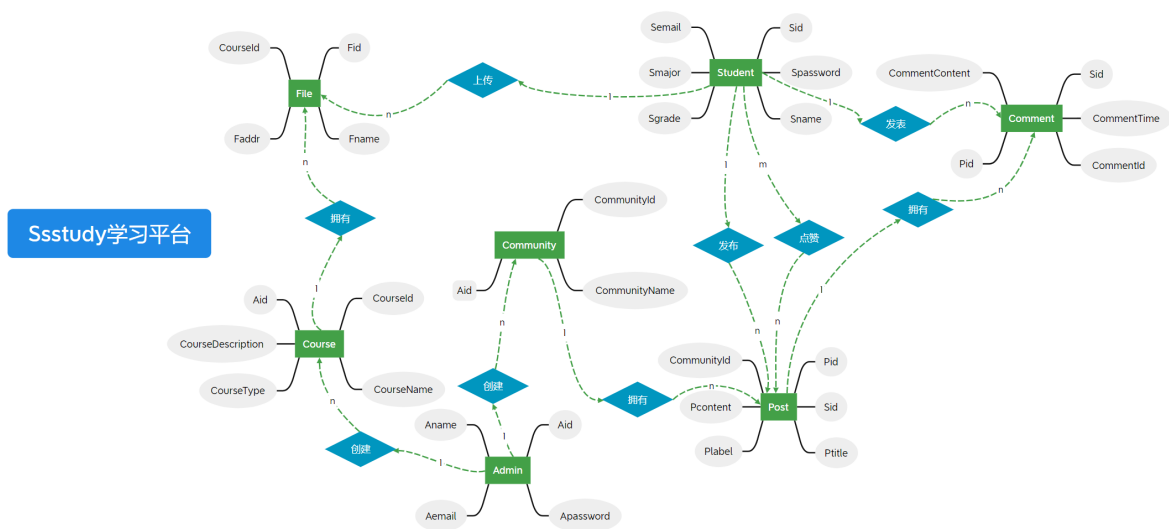 Ssstudy学习平台
CourseId
Fid
File
Faddr
Fname
上传
l
n
Semail
Sid
Smajor
Student
Spassword
Sgrade
Sname
l
发表
n
CommentContent
Sid
Comment
CommentTime
Pid
CommentId
n
拥有
l
n
拥有
l
l
发布
n
m
点赞
n
CommunityId
Community
Aid
CommunityName
n
创建
l
l
拥有
n
Aid
CourseId
CourseDescription
Course
CourseType
CourseName
n
创建
l
Aname
Aid
Admin
Aemail
Apassword
CommunityId
Pid
Pcontent
Post
Sid
Plabel
Ptitle